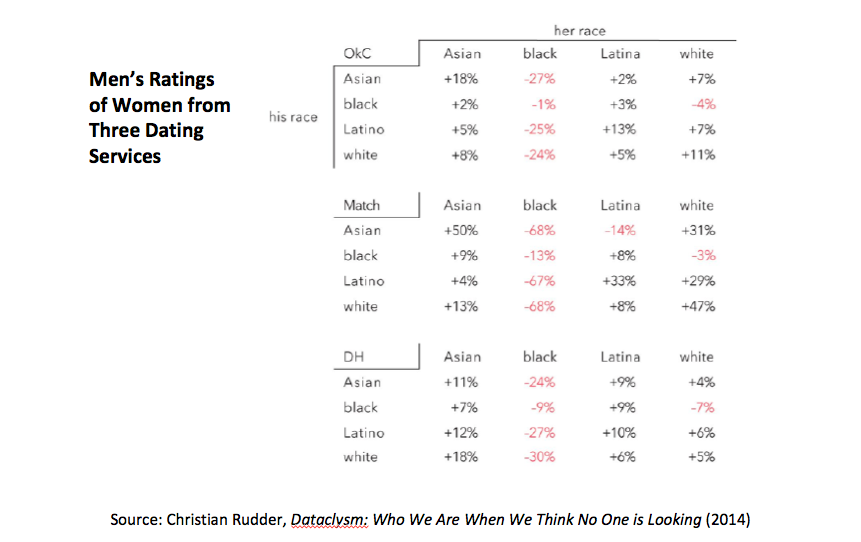 her race
OkC Asian black Latina white
Men's Ratings
of Women from
Three Dating
Services
his race
Asian +18% -27% +2% +7%
black +2% -1% +3% -4%
Latino +5% -25% +13% +7%
white +8% -24% +5% +11%
Match Asian black Latina white
Asian +50% -68% -14% +31%
black +9% -13% +8% -3%
Latino +4% -67% +33% +29%
white +13% -68% +8% +47%
DH Asian black Latina white
Asian +11% -24% +9% +4%
black +7% -9% +9% -7%
Latino +12% -27% +10% +6%
white +18% -30% +6% +5%
Source: Christian Rudder, Dataclysm: Who We Are When We Think No One is Looking (2014)